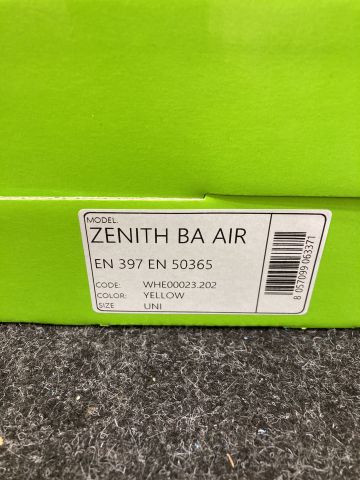 MODEL:
ZENITH BA AIR
EN 397 EN 50365
CODE: WHE00023.202
COLOR: YELLOW
SIZE UNI
8 057099 063371